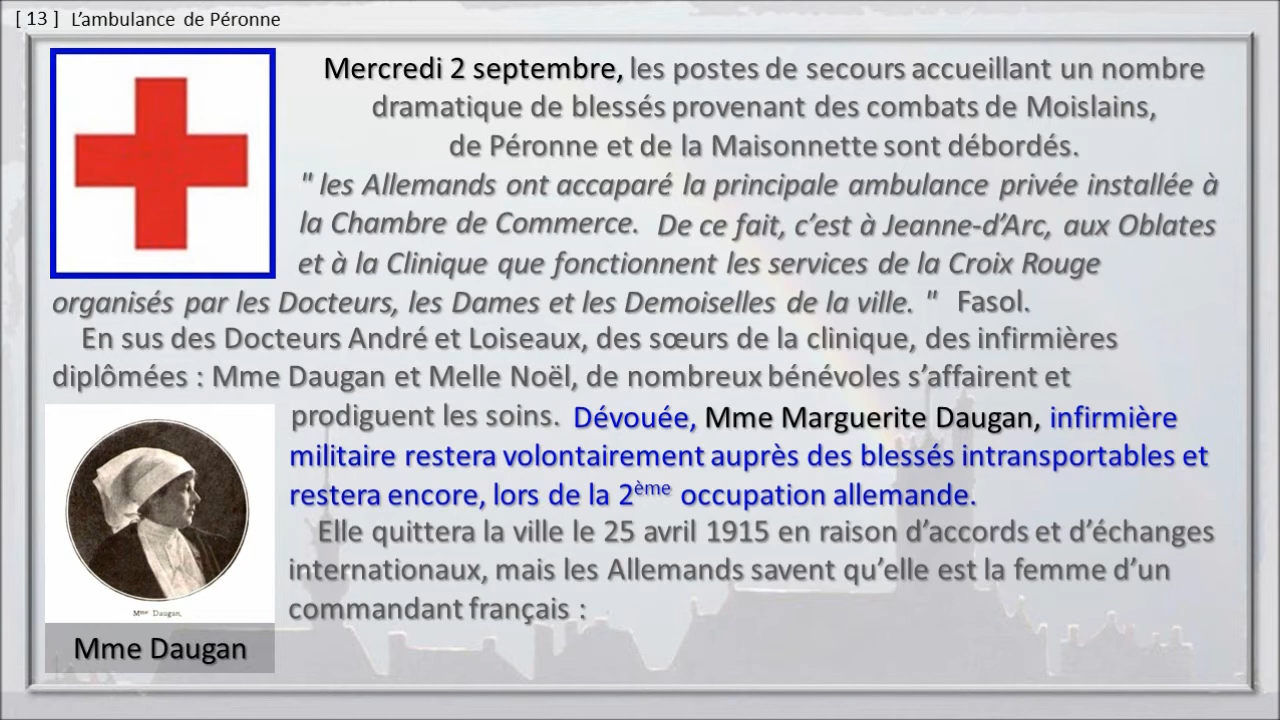 [ 13 ] L’ambulance de Péronne
Mercredi 2 septembre, les postes de secours accueillant un nombre
dramatique de blessés provenant des combats de Moislains,
de Péronne et de la Maisonnette sont débordés.
" les Allemands ont accaparé la principale ambulance privée installée à
la Chambre de Commerce. De ce fait, c’est à Jeanne-d’Arc, aux Oblates
et à la Clinique que fonctionnent les services de la Croix Rouge
organisés par les Docteurs, les Dames et les Demoiselles de la ville. " Fasol.
En sus des Docteurs André et Loiseaux, des sœurs de la clinique, des infirmières
diplômées : Mme Daugan et Melle Noël, de nombreux bénévoles s’affairent et
prodiguent les soins. Dévouée, Mme Marguerite Daugan, infirmière
militaire restera volontairement auprès des blessés intransportables et
restera encore, lors de la 2ème occupation allemande.
Elle quittera la ville le 25 avril 1915 en raison d’accords et d’échanges
internationaux, mais les Allemands savent qu’elle est la femme d’un
commandant français :
Mme Daugan.
Mme Daugan